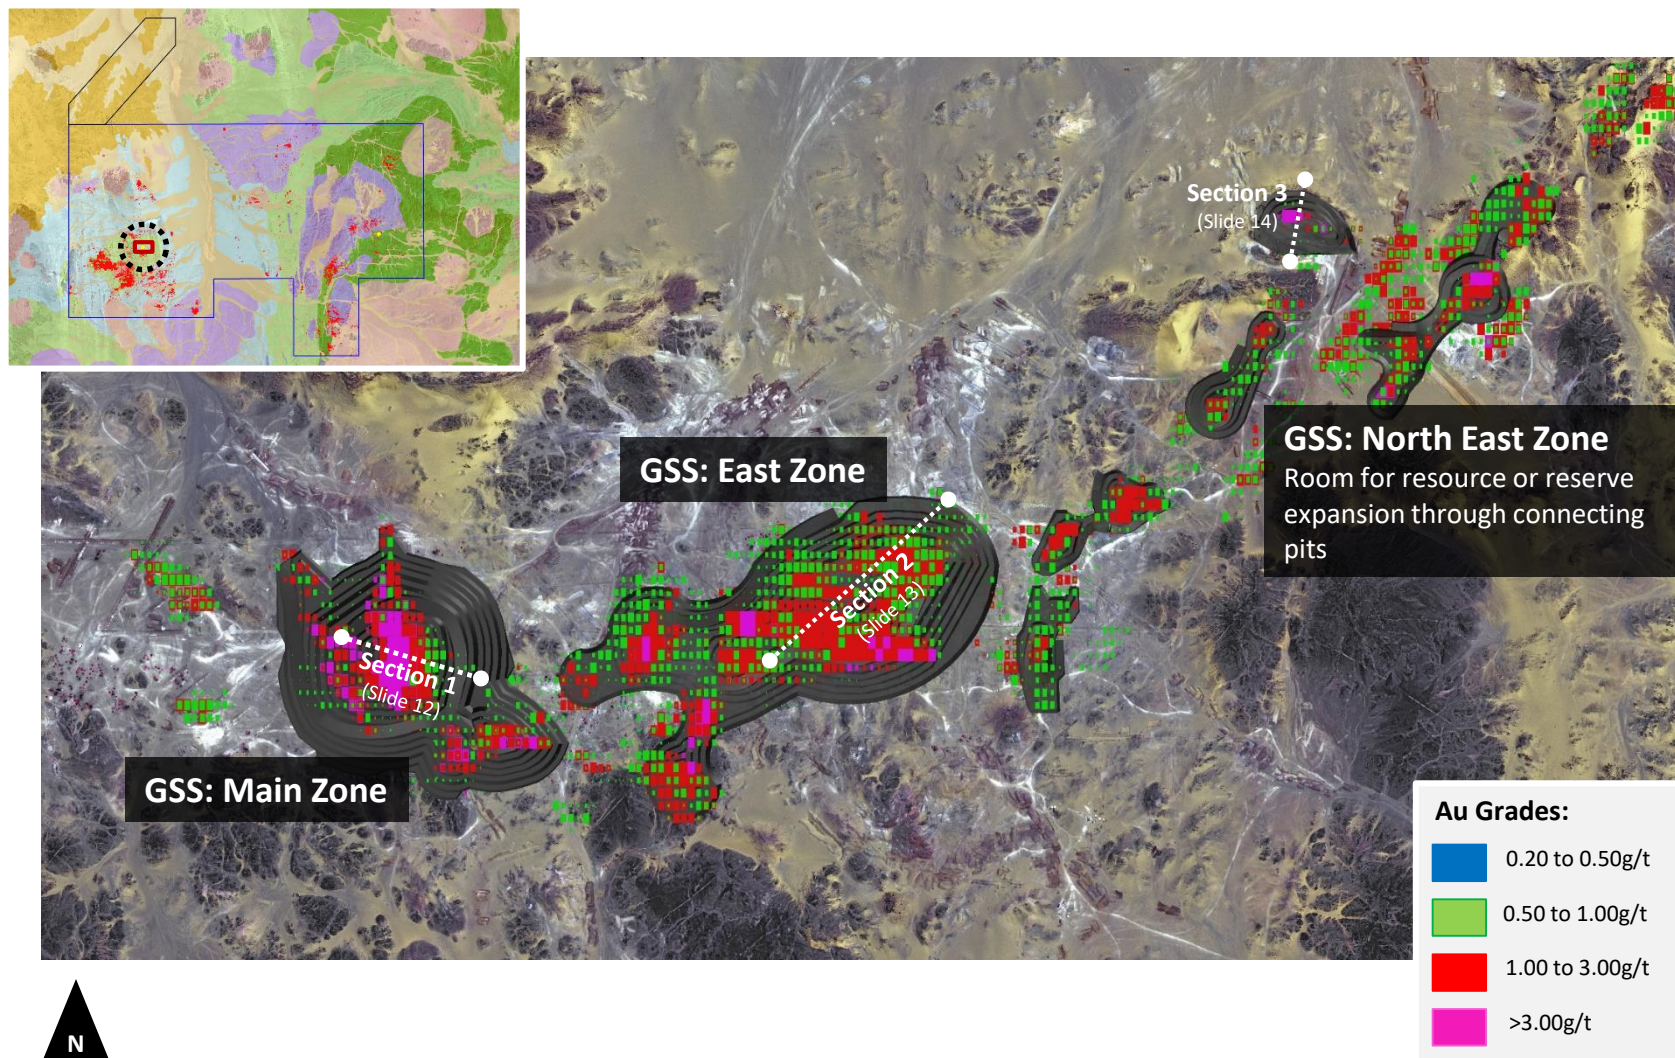 Section 3
(Slide 14)
GSS: North East Zone
Room for resource or reserve
expansion through connecting
pits
GSS: East Zone
Section 2
(Slide 13)
Section 1
(Slide 12)
GSS: Main Zone
Au Grades:
0.20 to 0.50g/t
0.50 to 1.00g/t
1.00 to 3.00g/t
>3.00g/t
N